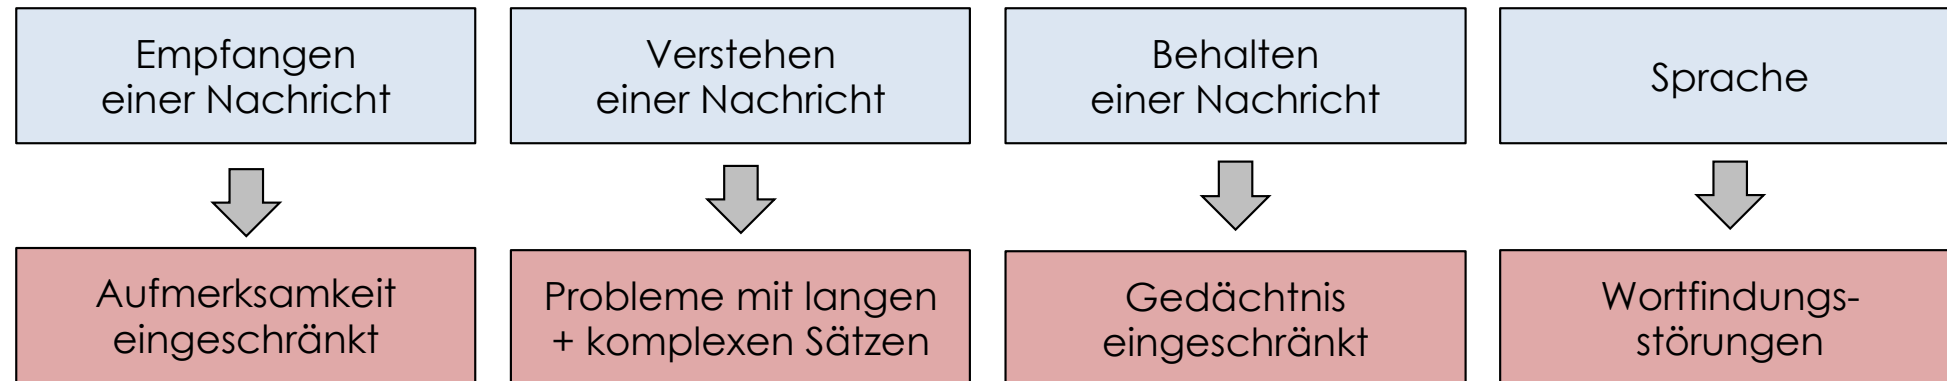 Empfangen
einer Nachricht
Verstehen
einer Nachricht
Behalten
einer Nachricht
Sprache
Aufmerksamkeit
eingeschränkt
Probleme mit langen
+ komplexen Sätzen
Gedächtnis
eingeschränkt
Wortfindungs-
störungen